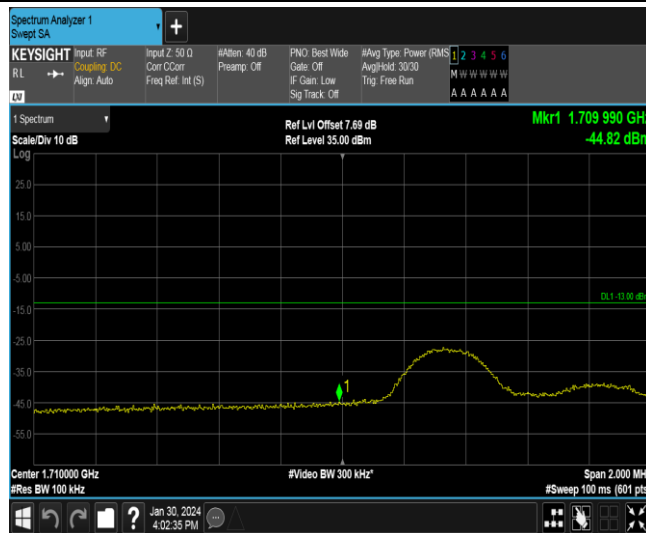 Spectrum Analyzer 1
Swept SA
+
KEYSIGHT
RL
LXI
Input: RF
Coupling: DC
Align: Auto
Input Z: 50 Ω
Corr CCorr
Freq Ref: Int (S)
#Atten: 40 dB
Preamp: Off
PNO: Best Wide
Gate: Off
IF Gain: Low
Sig Track: Off
#Avg Type: Power (RMS
Avg|Hold: 30/30
Trig: Free Run
1 2 3 4 5 6
M W W W W W
A A A A A A
1 Spectrum
Scale/Div 10 dB
Log
Ref Lvl Offset 7.69 dB
Ref Level 35.00 dBm
Mkr1 1.709 990 GHz
-44.82 dBm
25.0
15.0
5.00
-5.00
DL1 -13.00 dBm
-15.0
-25.0
-35.0
1
-45.0
-55.0
Center 1.710000 GHz
#Video BW 300 kHz*
Span 2.000 MH
#Res BW 100 kHz
#Sweep 100 ms (601 pts
?
Jan 30, 2024
4:02:35 PM